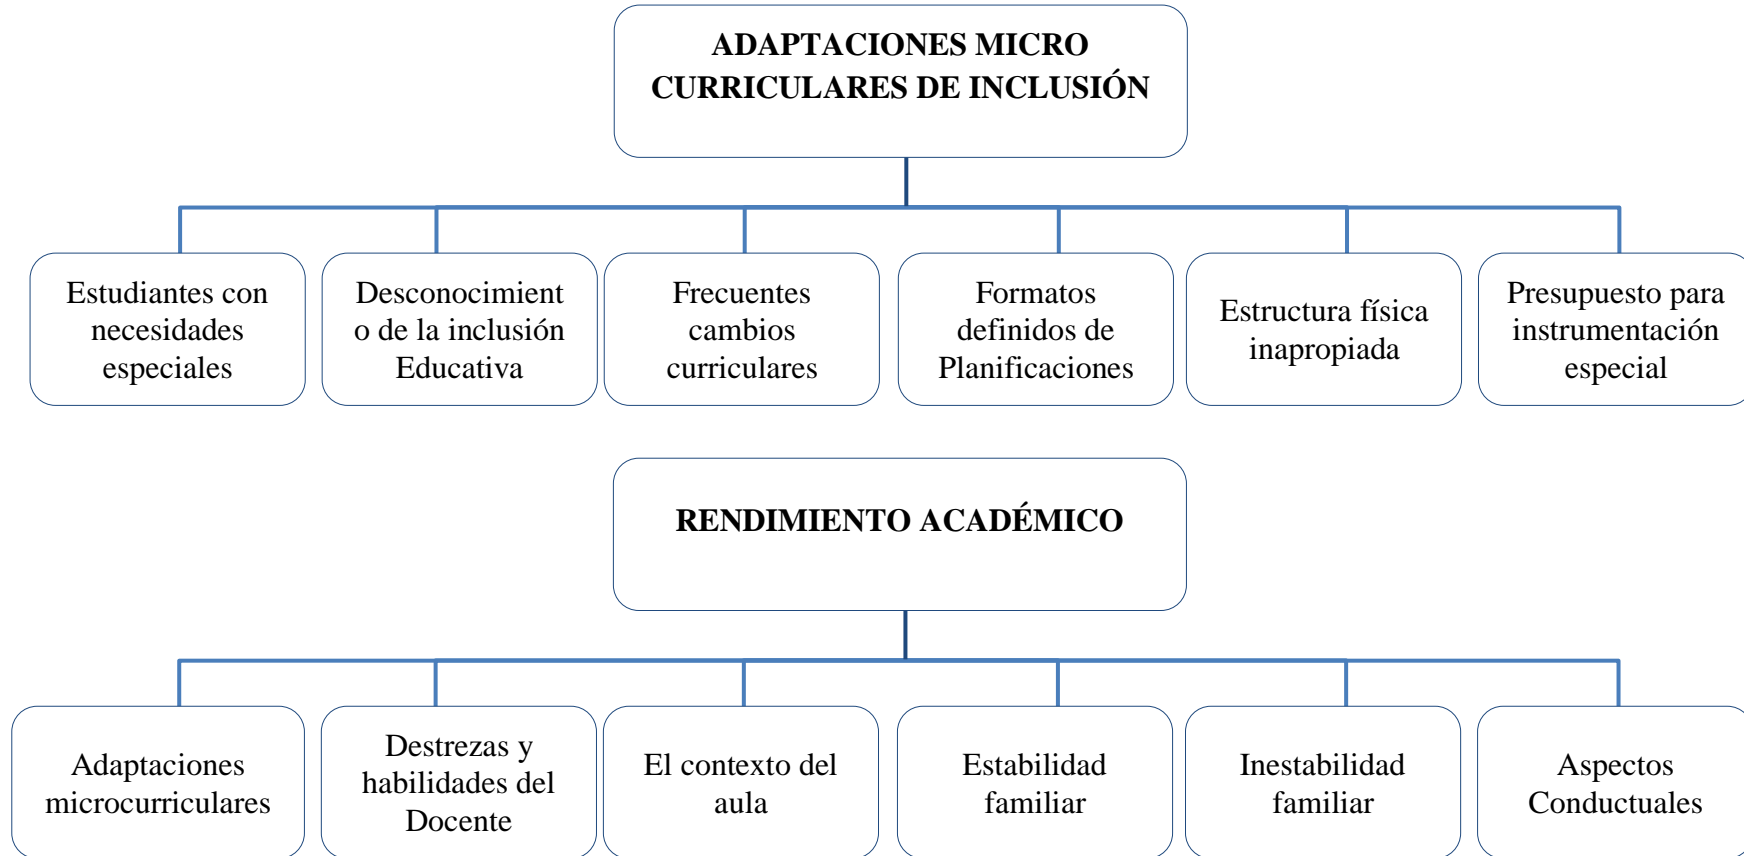 ADAPTACIONES MICRO
CURRICULARES DE INCLUSIÓN
Estudiantes con
necesidades
especiales
Desconocimient
o de la inclusión
Educativa
Frecuentes
cambios
curriculares
Formatos
definidos de
Planificaciones
Estructura física
inapropiada
Presupuesto para
instrumentación
especial
RENDIMIENTO ACADÉMICO
Adaptaciones
microcurriculares
Destrezas y
habilidades del
Docente
El contexto del
aula
Estabilidad
familiar
Inestabilidad
familiar
Aspectos
Conductuales